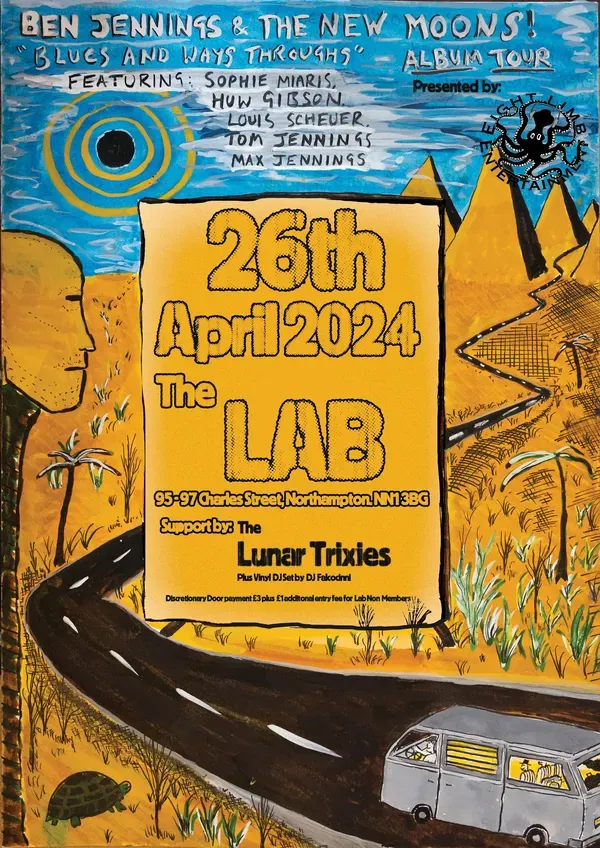 BEN JENNINGS & THE NEW MOONS!
"BLUES AND WAYS THROUGHS" ALBUM TOUR
FEATURING: SOPHIE MIARIS,
HUW GIBSON.
LOUIS SCHEUER.
TOM JENNINGS
MAX JENNINGS
Presented by:
EIGHT LIMB ENTERTAINMENT
26th
April 2024
The
LAB
95-97 Charles Street, Northampton. NN1 3BG
Support by: The
Lunar Trixies
Plus Vinyl DJ Set by DJ Fakocinni
Discretionary Door payment £3 plus £1 additonal entry fee for Lab Non Members